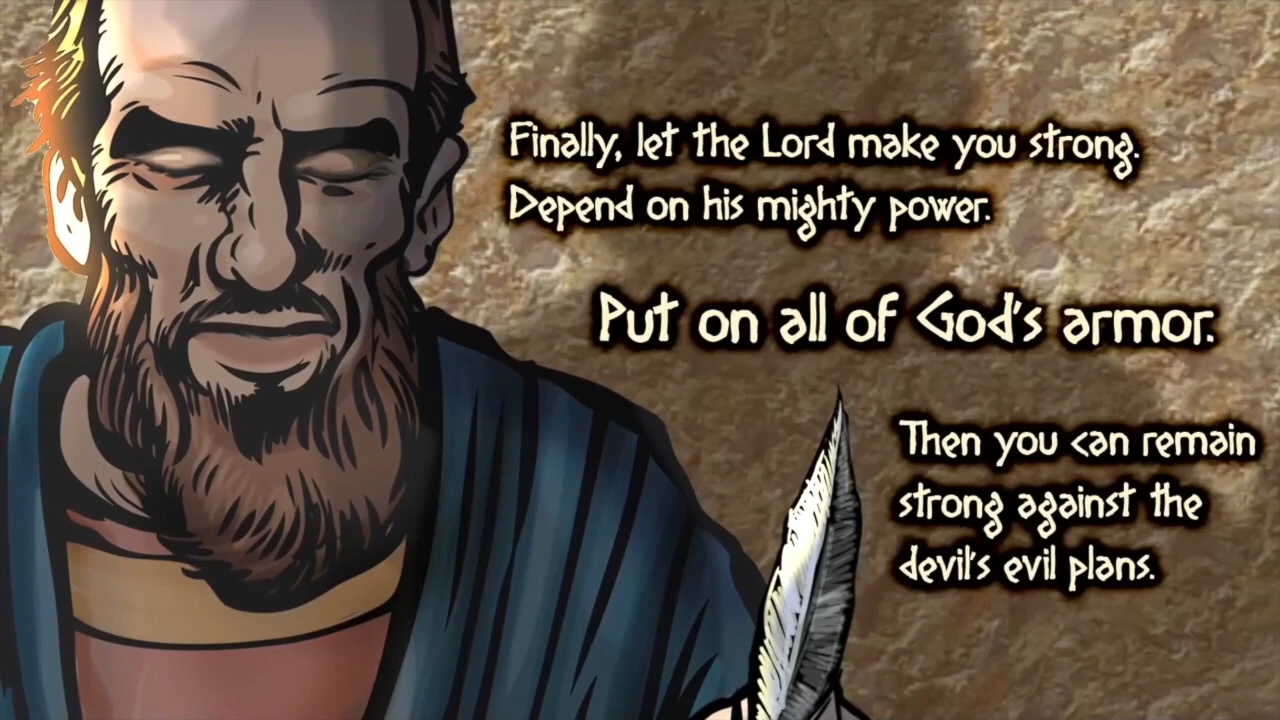 Finally, let the Lord make you strong.
Depend on his mighty power.
Put on all of God's armor.
Then you can remain
strong against the
devil's evil plans.